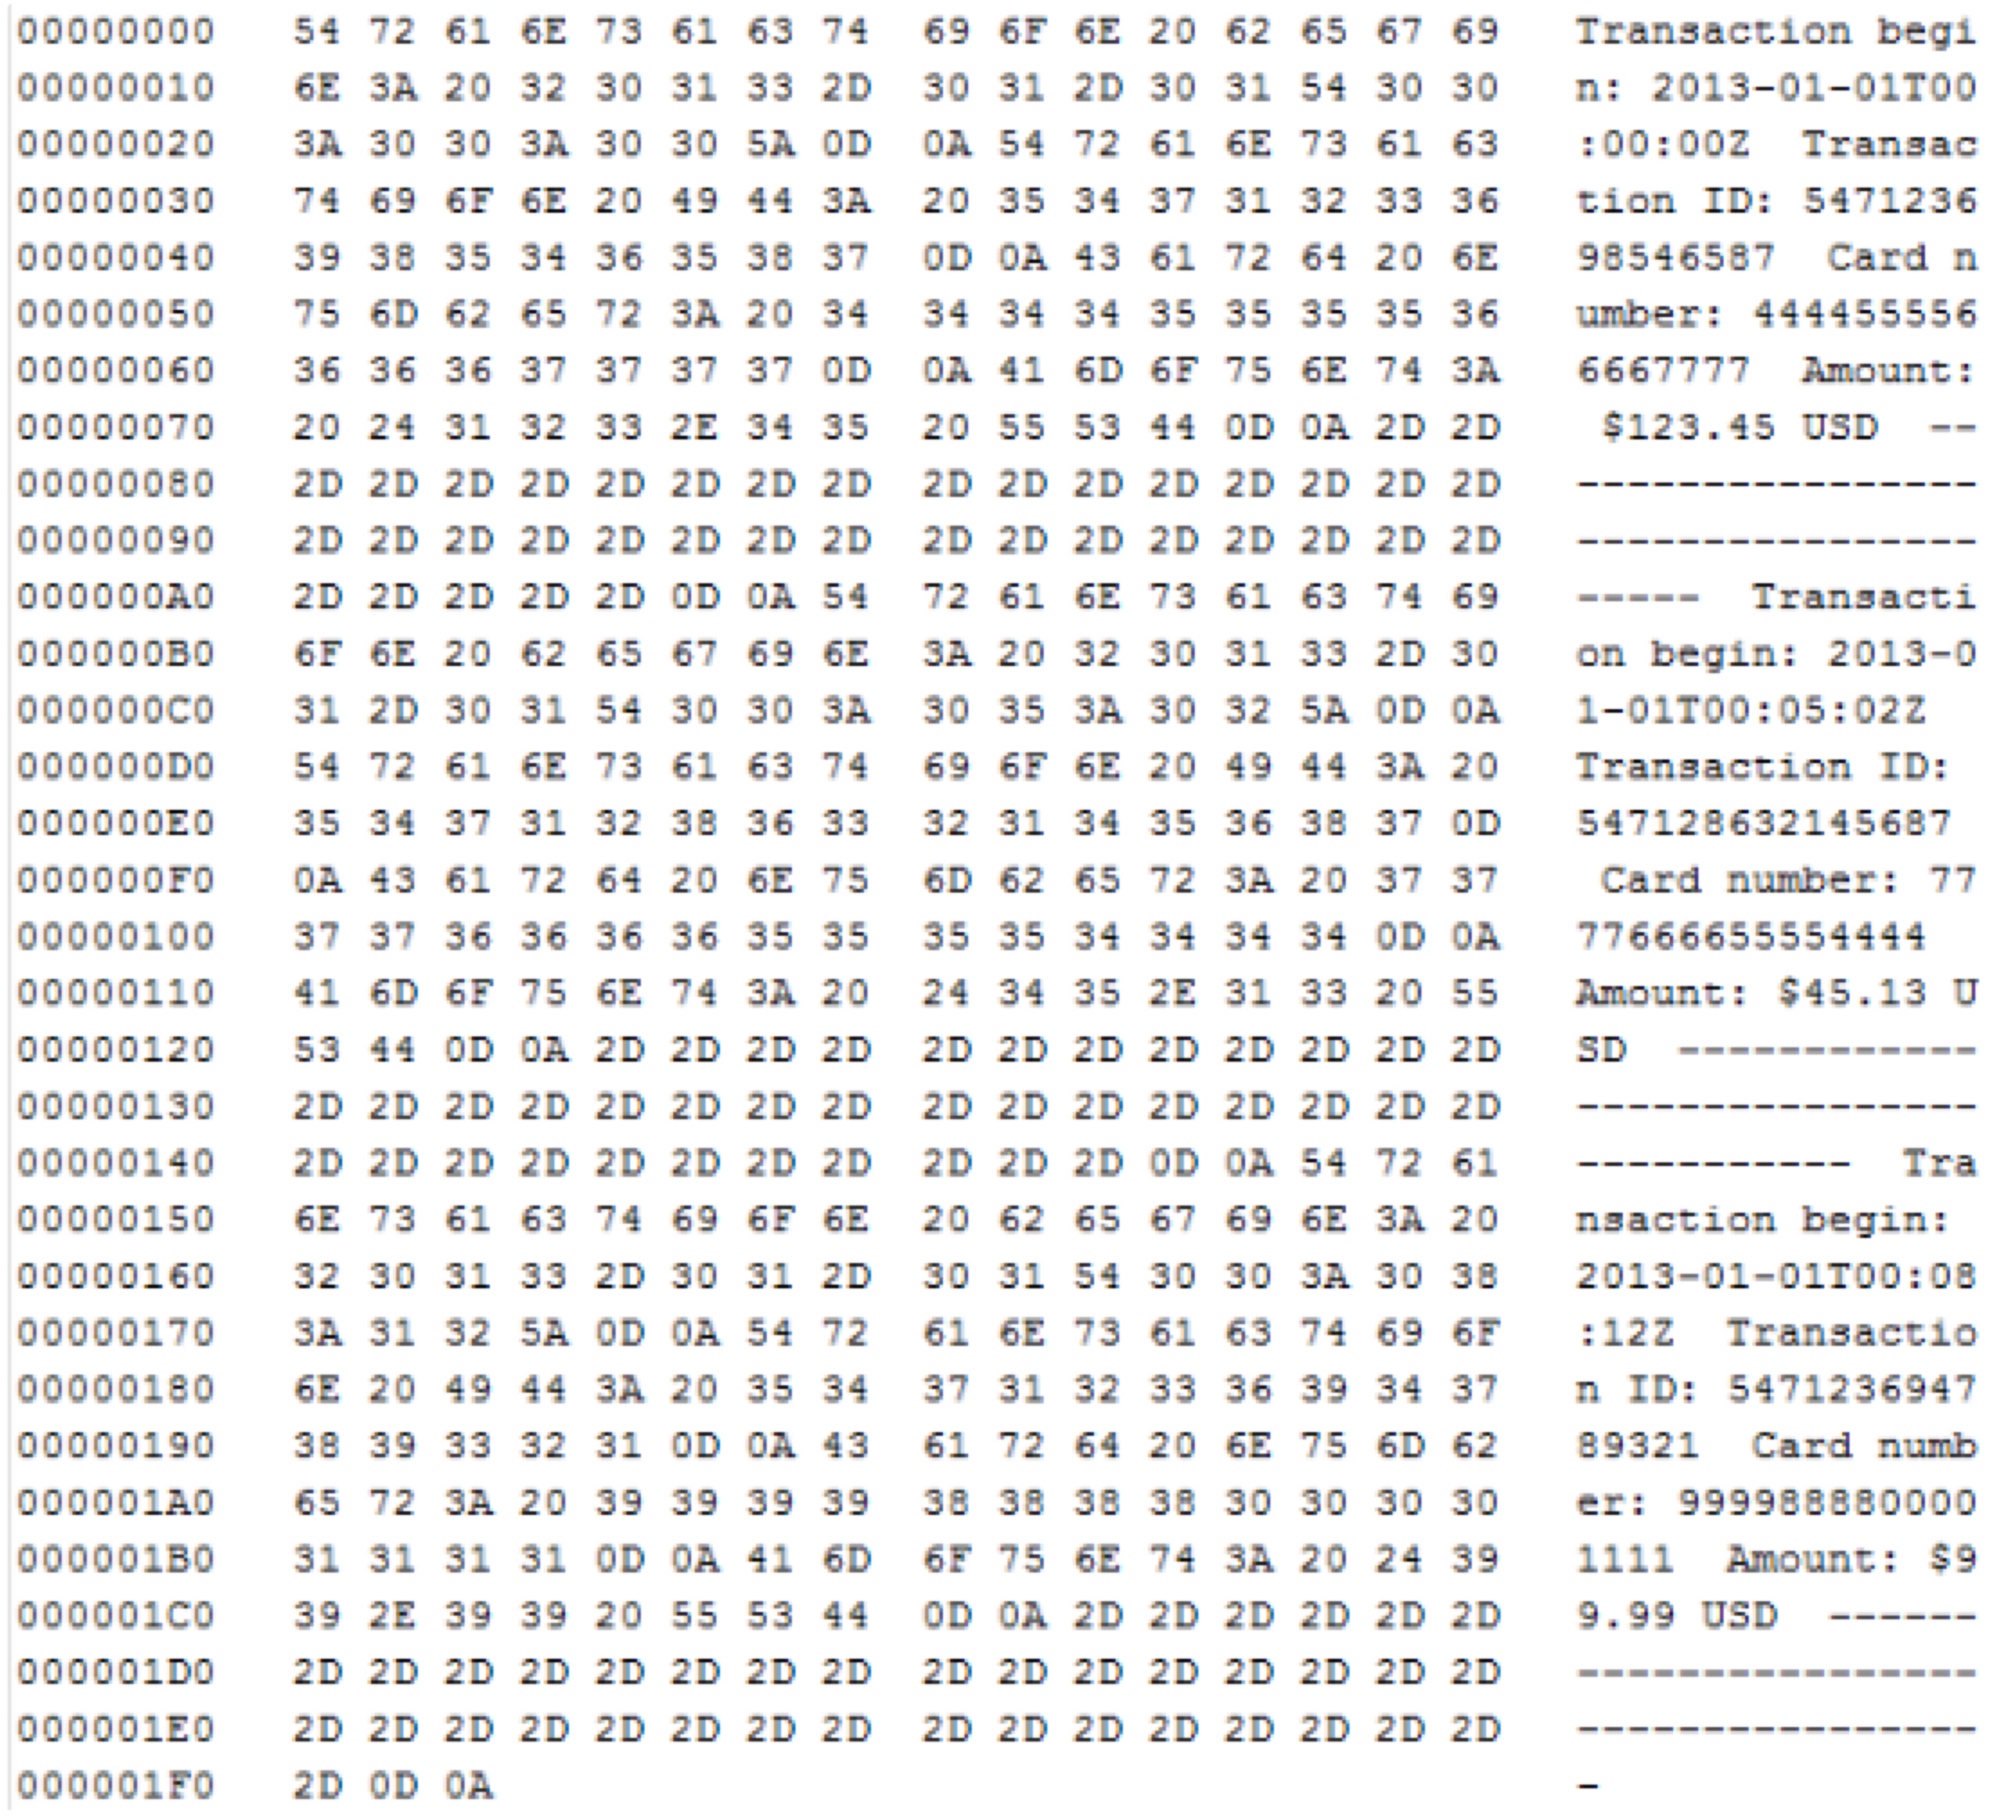 00000000 54 72 61 6E 73 61 63 74 69 6F 6E 20 62 65 67 69 Transaction begi
00000010 6E 3A 20 32 30 31 33 2D 30 31 2D 30 31 54 30 30 n: 2013-01-01T00
00000020 3A 30 30 3A 30 30 5A 0D 0A 54 72 61 6E 73 61 63 :00:00Z  Transac
00000030 74 69 6F 6E 20 49 44 3A 20 35 34 37 31 32 33 36 tion ID: 5471236
00000040 39 38 35 34 36 35 38 37 0D 0A 43 61 72 64 20 6E 98546587  Card n
00000050 75 6D 62 65 72 3A 20 34 34 34 34 35 35 35 35 36 umber: 444455556
00000060 36 36 36 37 37 37 37 0D 0A 41 6D 6F 75 6E 74 3A 6667777  Amount:
00000070 20 24 31 32 33 2E 34 35 20 55 53 44 0D 0A 2D 2D  $123.45 USD  --
00000080 2D 2D 2D 2D 2D 2D 2D 2D 2D 2D 2D 2D 2D 2D 2D 2D ----------------
00000090 2D 2D 2D 2D 2D 2D 2D 2D 2D 2D 2D 2D 2D 2D 2D 2D ----------------
000000A0 2D 2D 2D 2D 2D 0D 0A 54 72 61 6E 73 61 63 74 69 -----  Transacti
000000B0 6F 6E 20 62 65 67 69 6E 3A 20 32 30 31 33 2D 30 on begin: 2013-0
000000C0 31 2D 30 31 54 30 30 3A 30 35 3A 30 32 5A 0D 0A 1-01T00:05:02Z
000000D0 54 72 61 6E 73 61 63 74 69 6F 6E 20 49 44 3A 20 Transaction ID:
000000E0 35 34 37 31 32 38 36 33 32 31 34 35 36 38 37 0D 547128632145687
000000F0 0A 43 61 72 64 20 6E 75 6D 62 65 72 3A 20 37 37  Card number: 77
00000100 37 37 36 36 36 36 35 35 35 35 34 34 34 34 0D 0A 77666655554444
00000110 41 6D 6F 75 6E 74 3A 20 24 34 35 2E 31 33 20 55 Amount: $45.13 U
00000120 53 44 0D 0A 2D 2D 2D 2D 2D 2D 2D 2D 2D 2D 2D 2D SD  ------------
00000130 2D 2D 2D 2D 2D 2D 2D 2D 2D 2D 2D 2D 2D 2D 2D 2D ----------------
00000140 2D 2D 2D 2D 2D 2D 2D 2D 2D 2D 2D 0D 0A 54 72 61 -----------  Tra
00000150 6E 73 61 63 74 69 6F 6E 20 62 65 67 69 6E 3A 20 nsaction begin:
00000160 32 30 31 33 2D 30 31 2D 30 31 54 30 30 3A 30 38 2013-01-01T00:08
00000170 3A 31 32 5A 0D 0A 54 72 61 6E 73 61 63 74 69 6F :12Z  Transactio
00000180 6E 20 49 44 3A 20 35 34 37 31 32 33 36 39 34 37 n ID: 5471236947
00000190 38 39 33 32 31 0D 0A 43 61 72 64 20 6E 75 6D 62 89321  Card numb
000001A0 65 72 3A 20 39 39 39 39 38 38 38 38 30 30 30 30 er: 999988880000
000001B0 31 31 31 31 0D 0A 41 6D 6F 75 6E 74 3A 20 24 39 1111  Amount: $9
000001C0 39 2E 39 39 20 55 53 44 0D 0A 2D 2D 2D 2D 2D 2D 9.99 USD  ------
000001D0 2D 2D 2D 2D 2D 2D 2D 2D 2D 2D 2D 2D 2D 2D 2D 2D ----------------
000001E0 2D 2D 2D 2D 2D 2D 2D 2D 2D 2D 2D 2D 2D 2D 2D 2D ----------------
000001F0 2D 0D 0A -